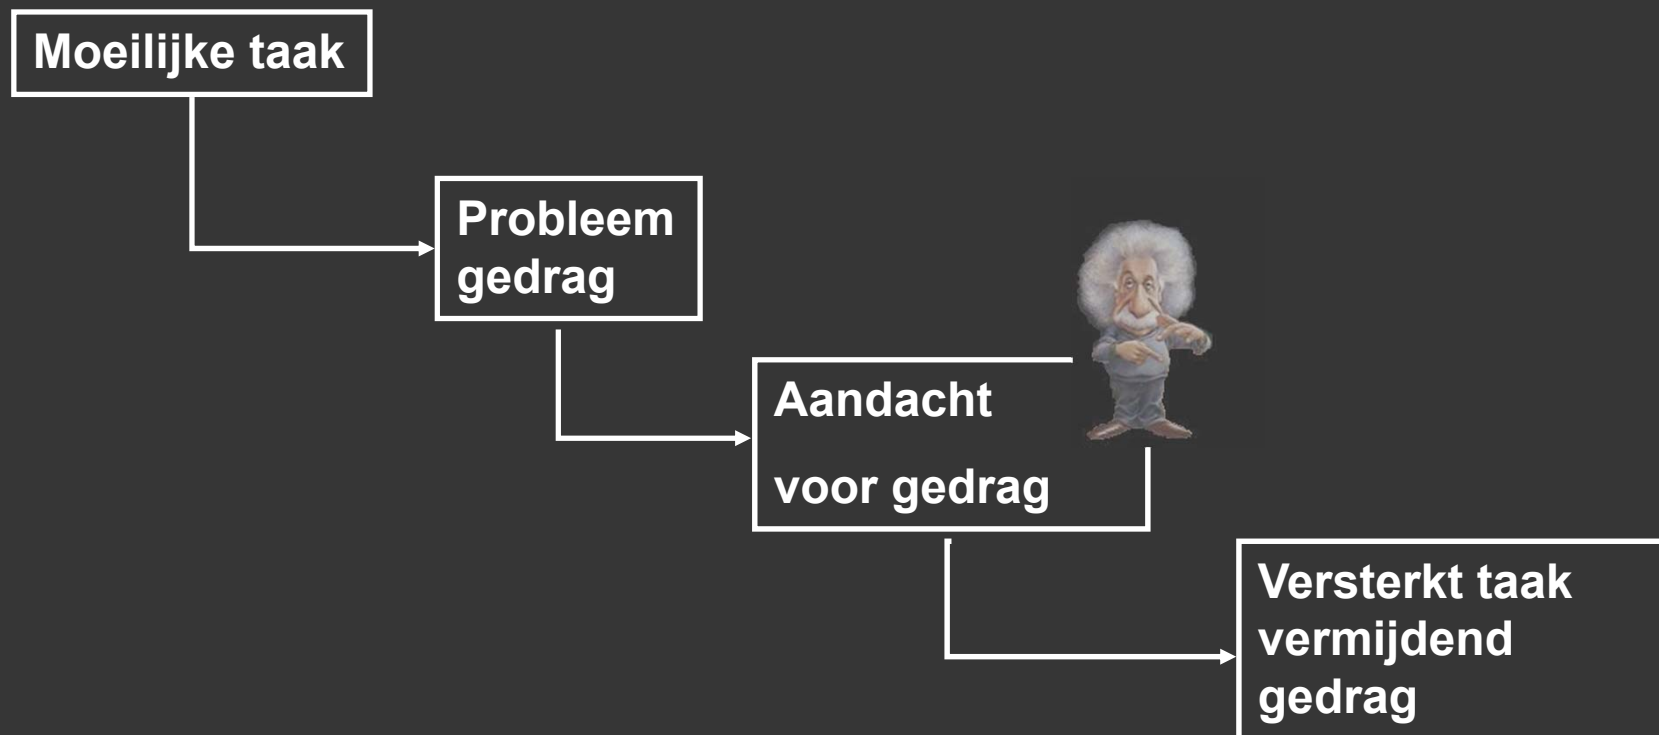 Moeilijke taak
Probleem
gedrag
Aandacht
voor gedrag
Versterkt taak
vermijdend
gedrag